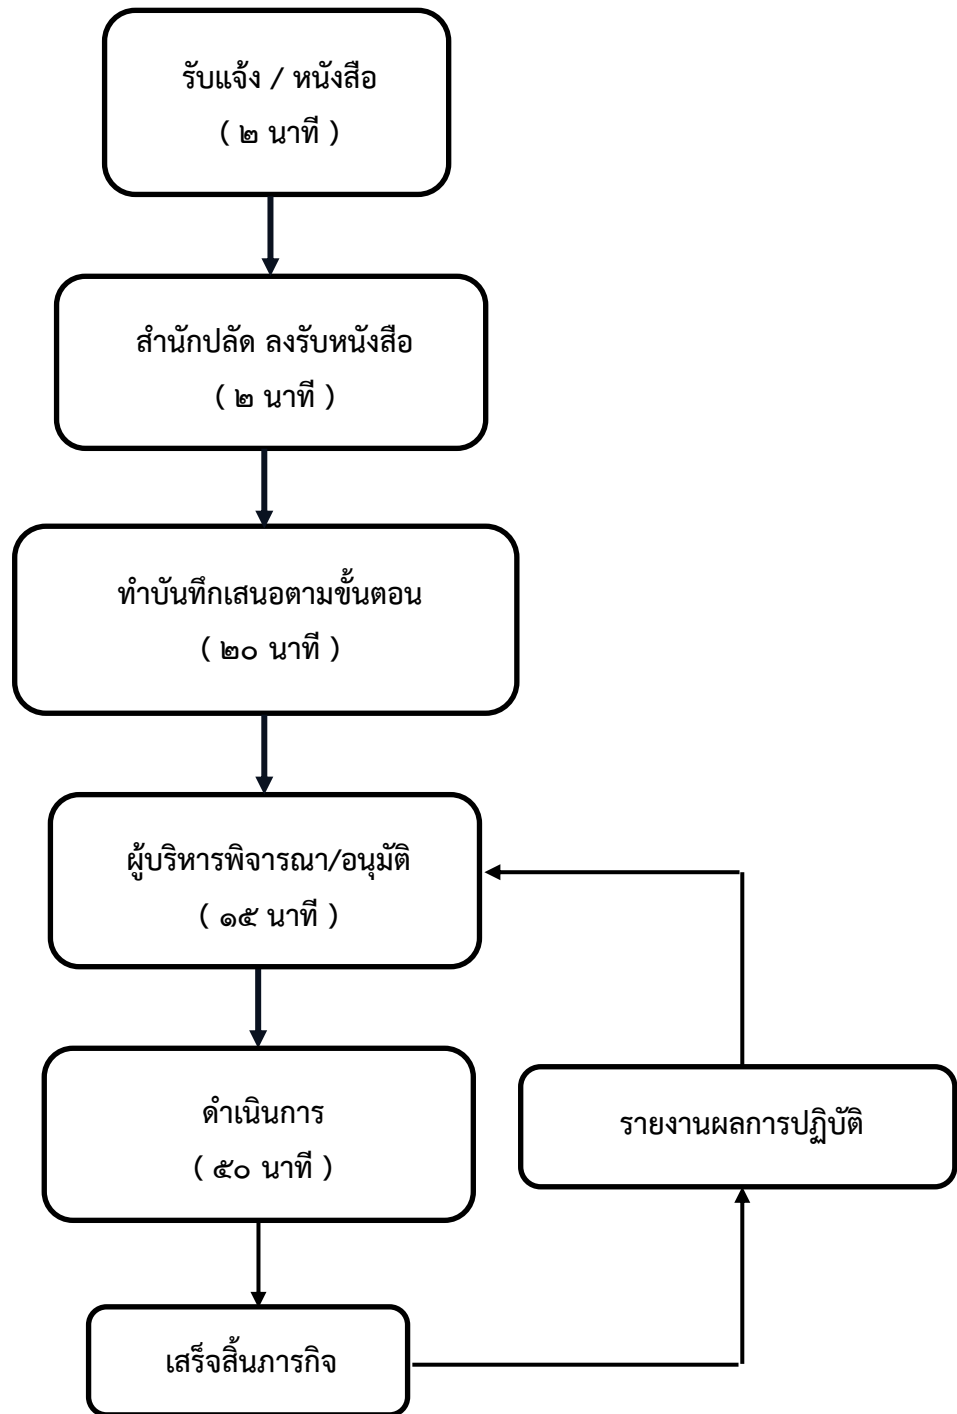 รับแจ้ง / หนังสือ
( ๒ นาที )
สำนักปลัด ลงรับหนังสือ
( ๒ นาที )
ทำบันทึกเสนอตามขั้นตอน
( ๒๐ นาที )
ผู้บริหารพิจารณา/อนุมัติ
( ๑๕ นาที )
ดำเนินการ
( ๕๐ นาที )
รายงานผลการปฏิบัติ
เสร็จสิ้นภารกิจ